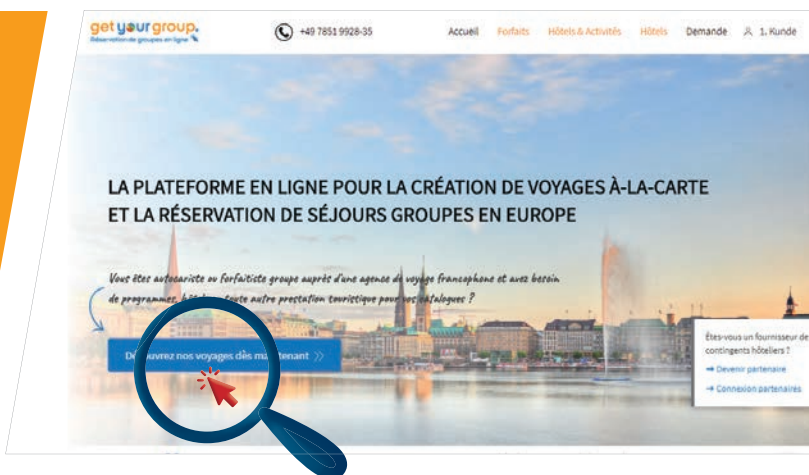 get your group.
Réservation de groupes en ligne
+49 7851 9928-35
Accueil Forfaits Hôtels & Activités Hôtels Demande 1. Kunde
LA PLATEFORME EN LIGNE POUR LA CRÉATION DE VOYAGES À-LA-CARTE
ET LA RÉSERVATION DE SÉJOURS GROUPES EN EUROPE
Vous êtes autocariste ou forfaitiste groupe auprès d'une agence de voyage francophone et avez besoin
de programmes, toute autre prestation touristique pour vos catalogues ?
Découvrez nos voyages dès maintenant »
Êtes-vous un fournisseur de
contingents hôteliers ?
→ Devenir partenaire
→ Connexion partenaires